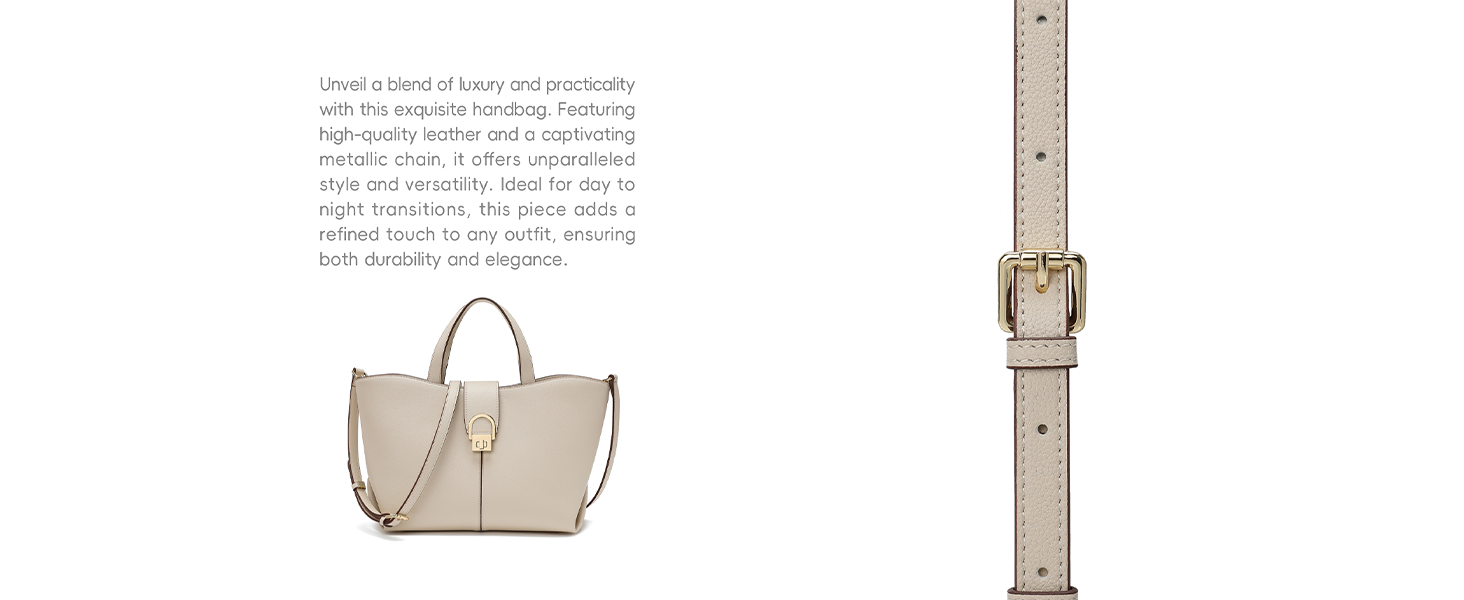 Unveil a blend of luxury and practicality
with this exquisite handbag. Featuring
high-quality leather and a captivating
metallic chain, it offers unparalleled
style and versatility. Ideal for day to
night transitions, this piece adds a
refined touch to any outfit, ensuring
both durability and elegance.